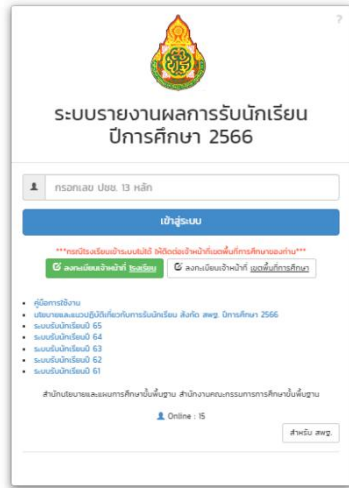 ?
ระบบรายงานผลการรับนักเรียน
ปีการศึกษา 2566
กรอกเลข ปชช. 13 หลัก
เข้าสู่ระบบ
***กรณีโรงเรียนเข้าระบบไม่ได้ ให้ติดต่อเจ้าหน้าที่เขตพื้นที่การศึกษาของท่าน***
ลงทะเบียนเจ้าหน้าที่ โรงเรียน ลงทะเบียนเจ้าหน้าที่ เขตพื้นที่การศึกษา
คู่มือการใช้งาน
นโยบายและแนวปฏิบัติเกี่ยวกับการรับนักเรียน สังกัด สพฐ. ปีการศึกษา 2566
ระบบรับนักเรียนปี 65
ระบบรับนักเรียนปี 64
ระบบรับนักเรียนปี 63
ระบบรับนักเรียนปี 62
ระบบรับนักเรียนปี 61
สำนักนโยบายและแผนการศึกษาขั้นพื้นฐาน สำนักงานคณะกรรมการการศึกษาขั้นพื้นฐาน
Online : 15
สำหรับ สพฐ.